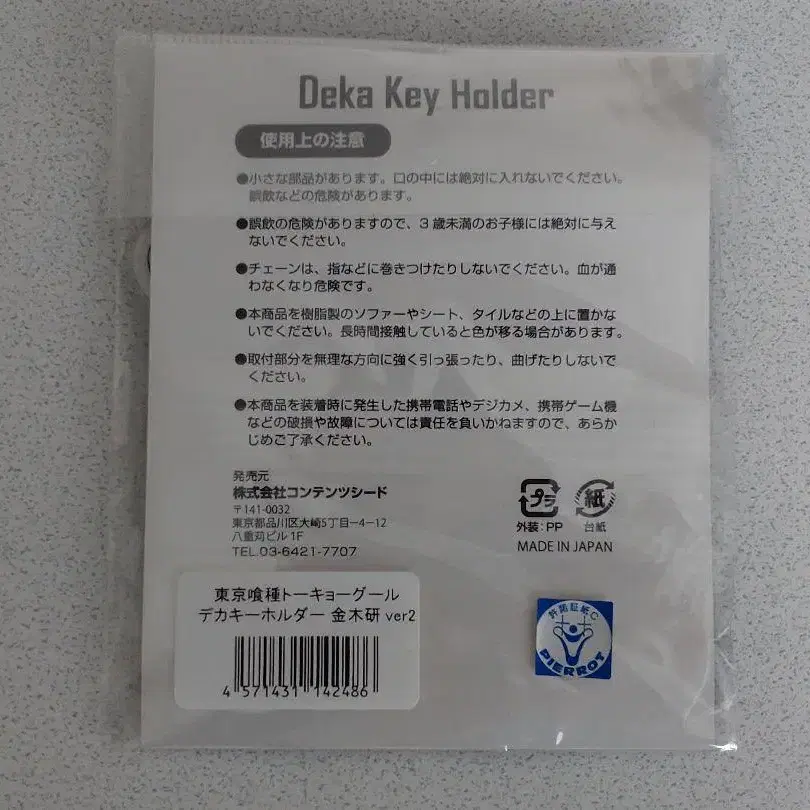 Deka Key Holder
使用上の注意
●小さな部品があります。口の中には絶対に入れないでください。
誤飲などの危険があります。
●誤飲の危険がありますので、3歳未満のお子様には絶対に与え
ないでください。
●チェーンは、指などに巻きつけたりしないでください。血が通
わなくなり危険です。
●本商品を樹脂製のソファーやシート、タイルなどの上に置かな
いでください。長時間接触していると色が移る場合があります。
●取付部分を無理な方向に強く引っ張ったり、曲げたりしないで
ください。
●本商品を装着時に発生した携帯電話やデジカメ、携帯ゲーム機
などの破損や故障については責任を負いかねますので、あらか
じめご了承ください。
発売元
株式会社コンテンツシード
〒141-0032
東京都品川区大崎5丁目-4-12
八重苅ビル1F
TEL.03-6421-7707
プラ
紙
外装:PP
台紙
MADE IN JAPAN
東京喰種トーキョーグール
デカキーホルダー 金木研 ver2
4 571431 142486
許諾証紙C
PIERROT